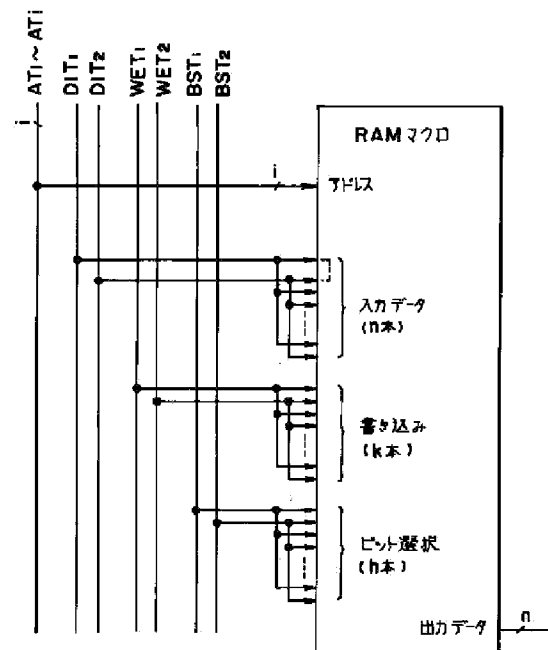 AT1~ATi
DIT1
DIT2
WET1
WET2
BST1
BST2
i
RAMマクロ
i
アドレス
入力データ
(n本)
書き込み
(k本)
ビット選択
(h本)
出力データ
n